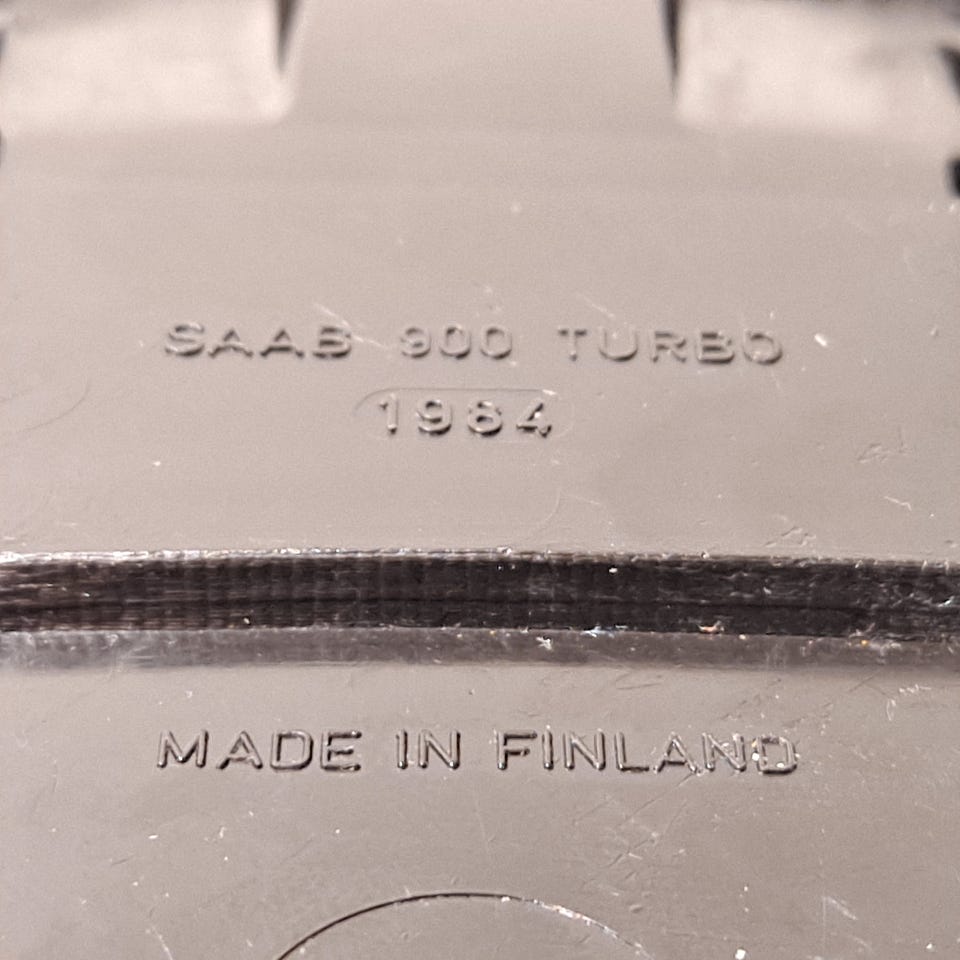 SAAB 900 TURBO
1984
MADE IN FINLAND